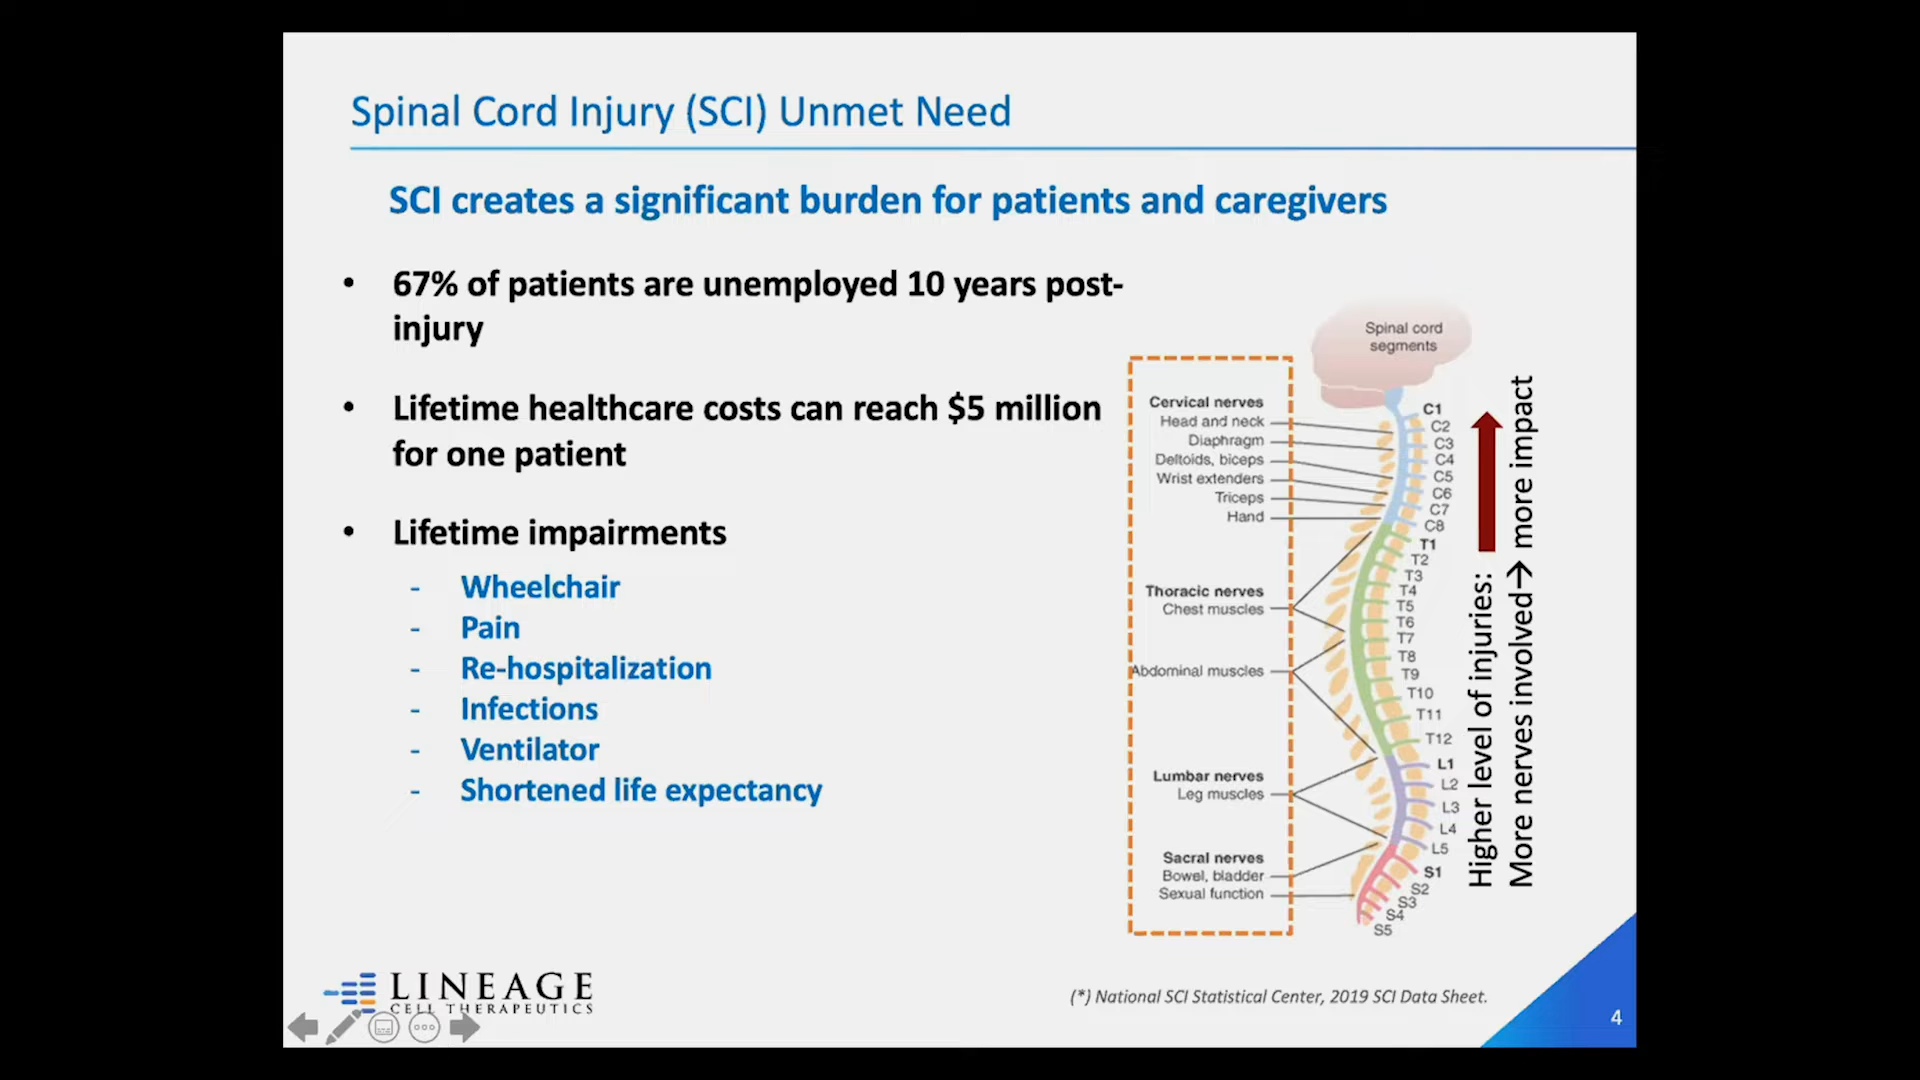 Spinal Cord Injury (SCI) Unmet Need
SCI creates a significant burden for patients and caregivers
• 67% of patients are unemployed 10 years post-
injury
• Lifetime healthcare costs can reach $5 million
for one patient
• Lifetime impairments
- Wheelchair
- Pain
- Re-hospitalization
- Infections
- Ventilator
- Shortened life expectancy
Spinal cord
segments
Cervical nerves
Head and neck
Diaphragm
Deltoids, biceps
Wrist extenders
Triceps
Hand
Thoracic nerves
Chest muscles
Abdominal muscles
Lumbar nerves
Leg muscles
Sacral nerves
Bowel, bladder
Sexual function
C1
C2
C3
C4
C5
C6
C7
C8
T1
T2
T3
T4
T5
T6
T7
T8
T9
T10
T11
T12
L1
L2
L3
L4
L5
S1
S2
S3
S4
S5
Higher level of injuries:
More nerves involved→ more impact
LINEAGE
CELL THERAPEUTICS
(*) National SCI Statistical Center, 2019 SCI Data Sheet.
4